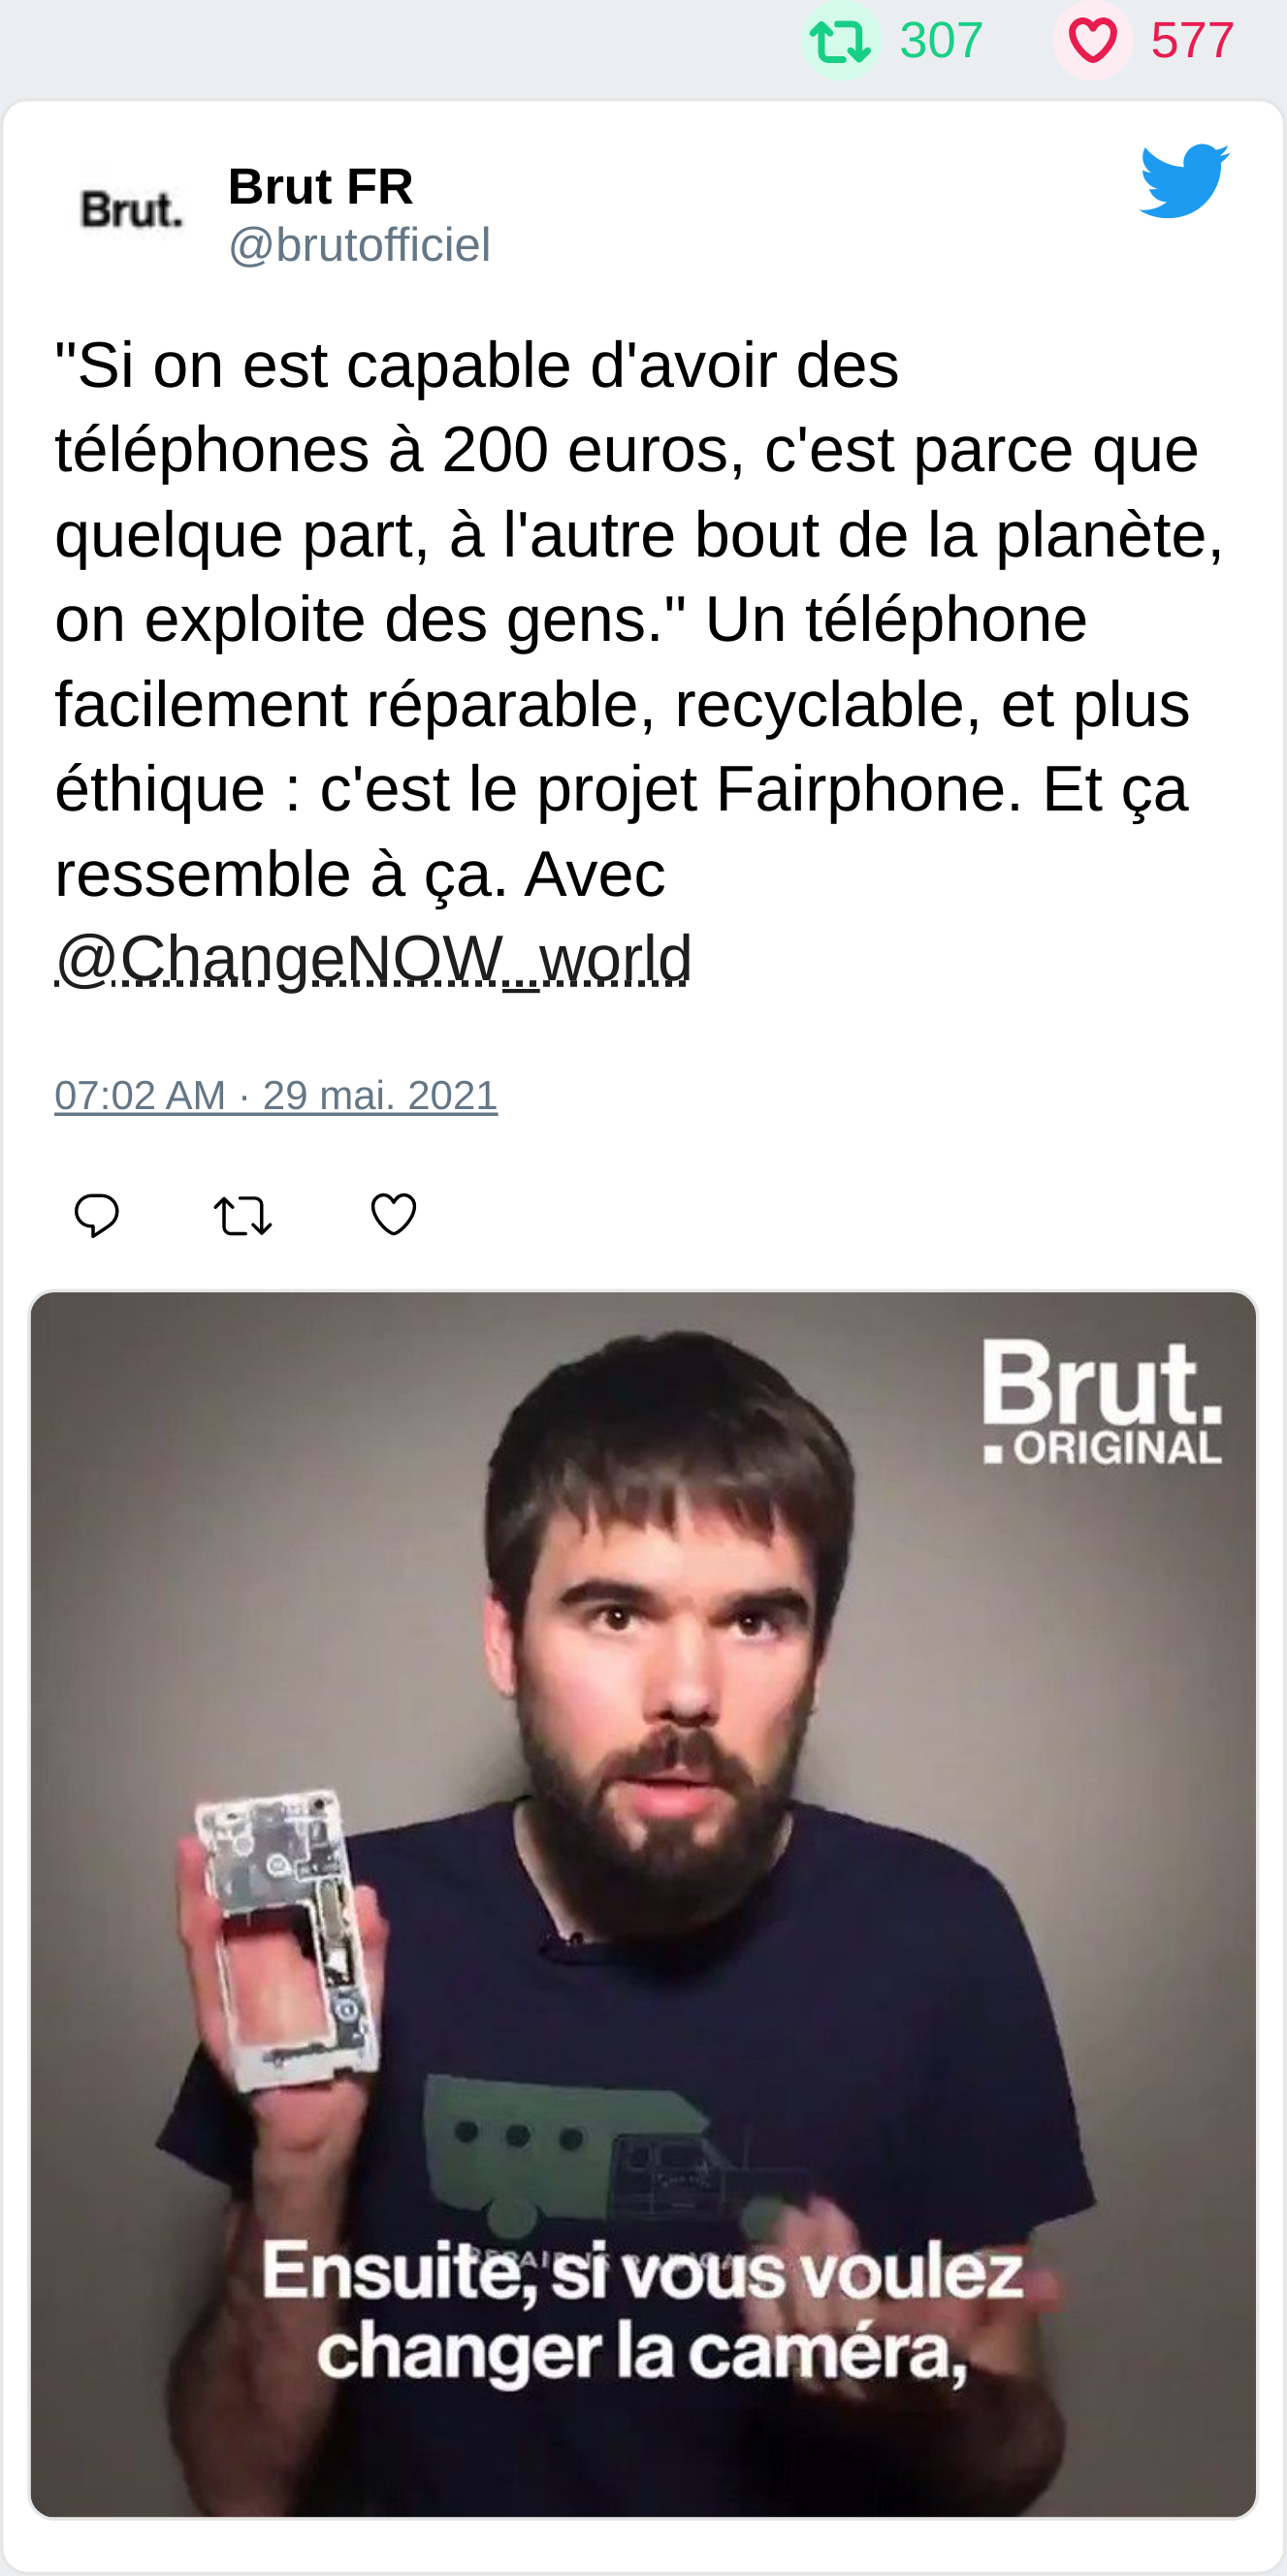 307 577
Brut.
Brut FR
@brutofficiel
"Si on est capable d'avoir des
téléphones à 200 euros, c'est parce que
quelque part, à l'autre bout de la planète,
on exploite des gens." Un téléphone
facilement réparable, recyclable, et plus
éthique : c'est le projet Fairphone. Et ça
ressemble à ça. Avec
@ChangeNOW_world
07:02 AM · 29 mai. 2021
Brut.
ORIGINAL
Ensuite, si vous voulez
changer la caméra,